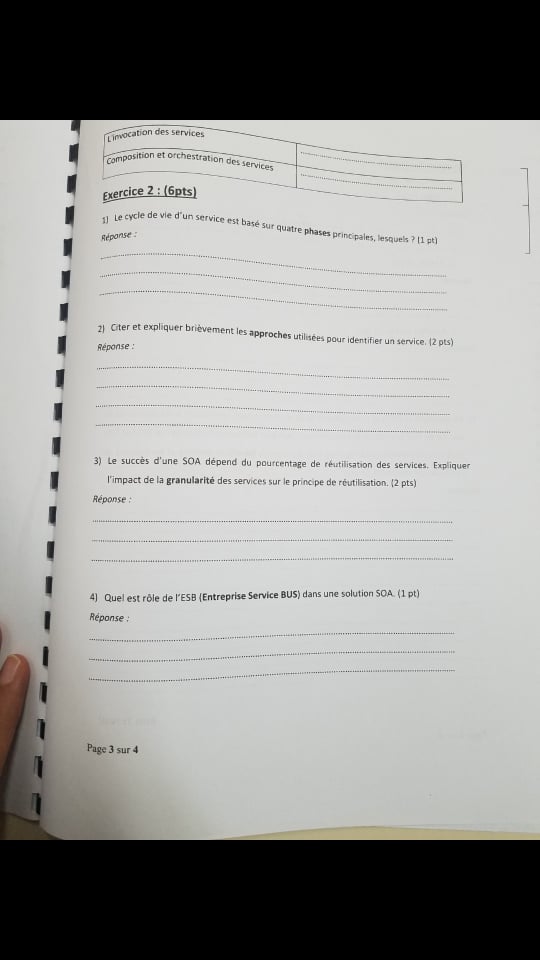 L'invocation des services ........................................
Composition et orchestration des services ........................................
Exercice 2 : (6pts)
1) Le cycle de vie d'un service est basé sur quatre phases principales, lesquels ? (1 pt)
Réponse :
2) Citer et expliquer brièvement les approches utilisées pour identifier un service. (2 pts)
Réponse :
3) Le succès d'une SOA dépend du pourcentage de réutilisation des services. Expliquer
l'impact de la granularité des services sur le principe de réutilisation. (2 pts)
Réponse :
4) Quel est rôle de l'ESB (Entreprise Service BUS) dans une solution SOA. (1 pt)
Réponse :
Page 3 sur 4